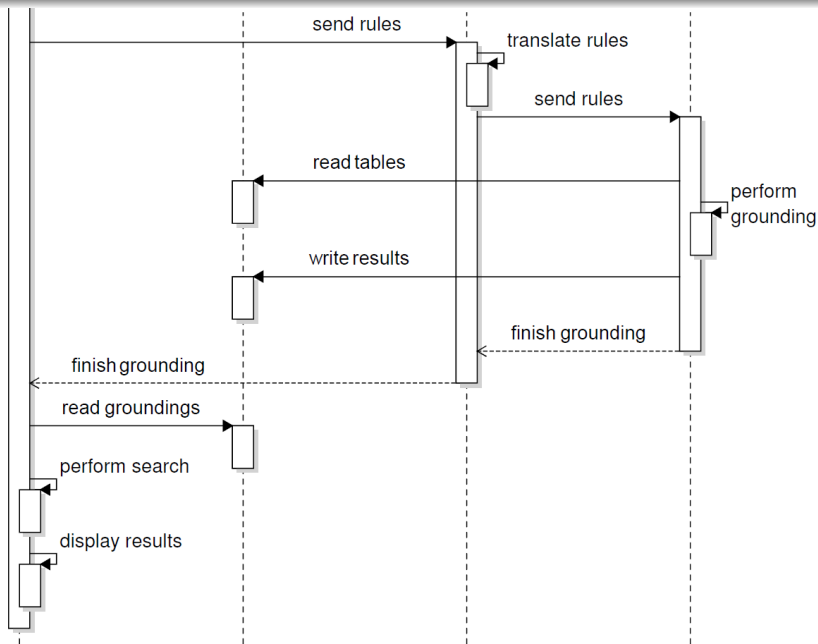 send rules
translate rules
send rules
read tables
perform
grounding
write results
finish grounding
finish grounding
read groundings
perform search
display results